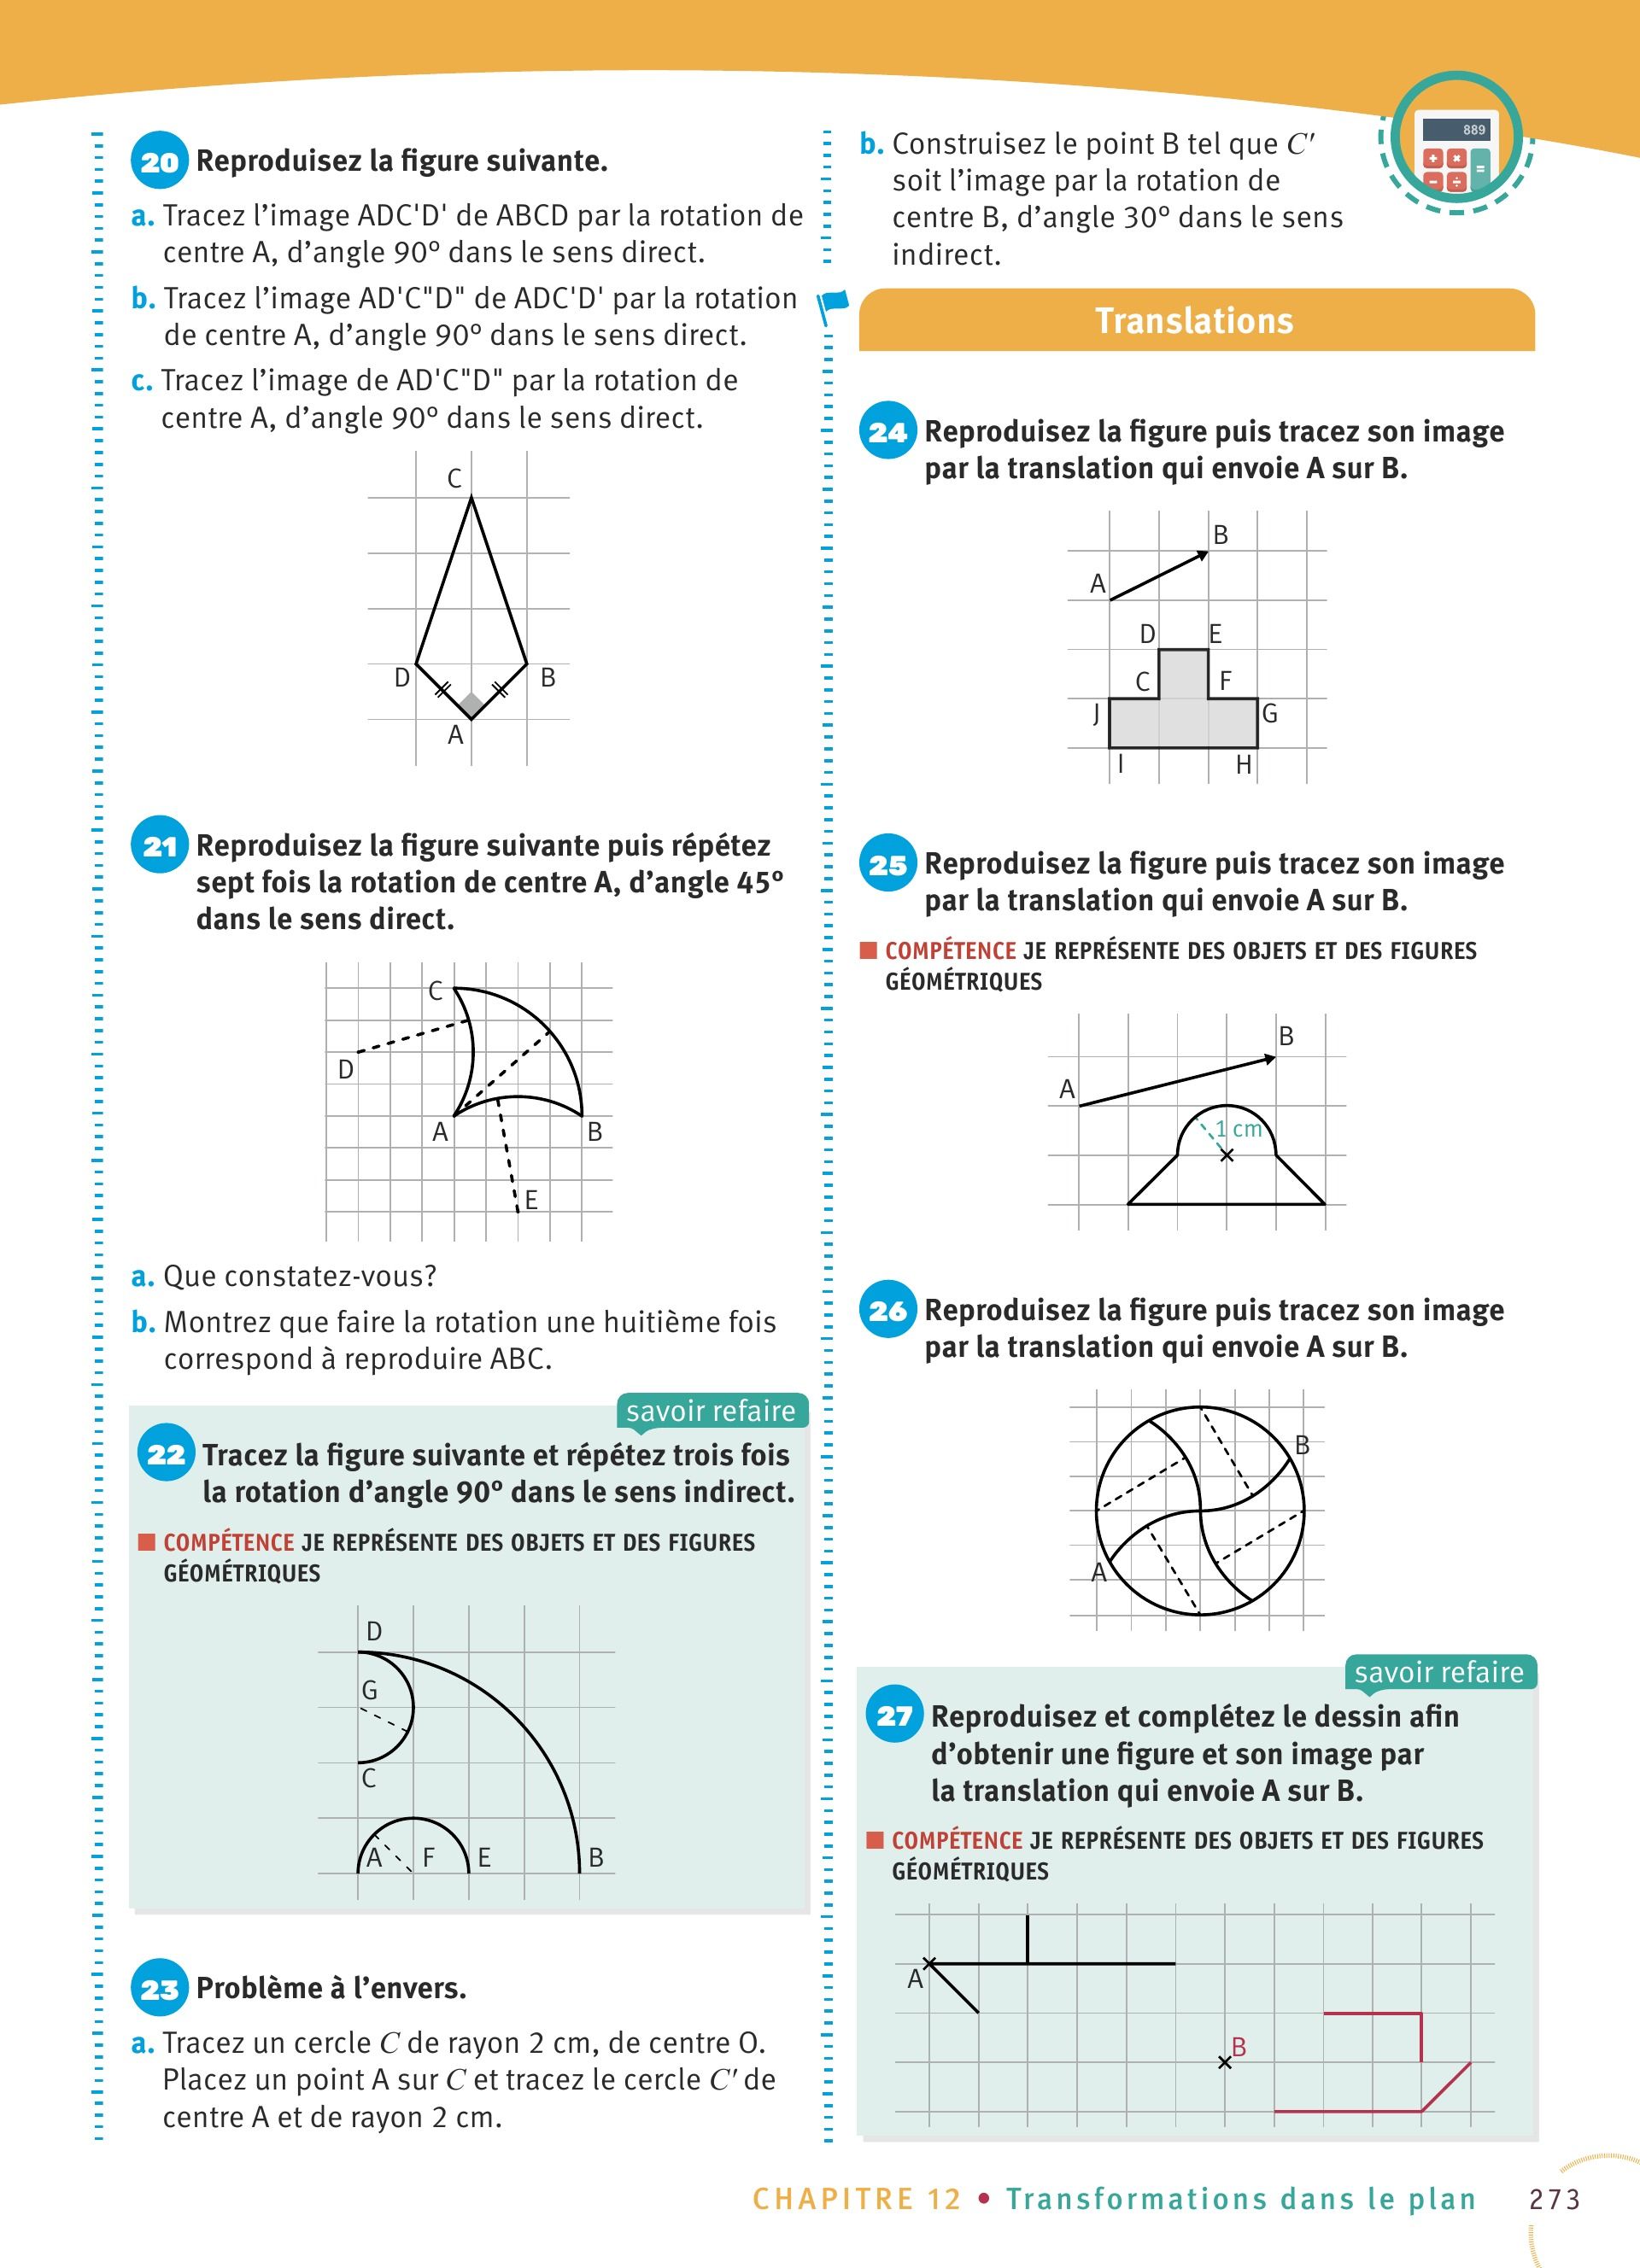 20 Reproduisez la figure suivante.
a. Tracez l’image ADC'D' de ABCD par la rotation de
centre A, d’angle 90º dans le sens direct.
b. Tracez l’image AD'C"D" de ADC'D' par la rotation
de centre A, d’angle 90º dans le sens direct.
c. Tracez l’image de AD'C"D" par la rotation de
centre A, d’angle 90º dans le sens direct.
C
D
B
A
21 Reproduisez la figure suivante puis répétez
sept fois la rotation de centre A, d’angle 45º
dans le sens direct.
C
D
A
B
E
a. Que constatez-vous?
b. Montrez que faire la rotation une huitième fois
correspond à reproduire ABC.
savoir refaire
22 Tracez la figure suivante et répétez trois fois
la rotation d’angle 90º dans le sens indirect.
COMPÉTENCE JE REPRÉSENTE DES OBJETS ET DES FIGURES
GÉOMÉTRIQUES
D
G
C
A F E B
23 Problème à l’envers.
a. Tracez un cercle C de rayon 2 cm, de centre O.
Placez un point A sur C et tracez le cercle C′ de
centre A et de rayon 2 cm.
b. Construisez le point B tel que C′
soit l’image par la rotation de
centre B, d’angle 30º dans le sens
indirect.
889
Translations
24 Reproduisez la figure puis tracez son image
par la translation qui envoie A sur B.
B
A
D E
C F
J G
I H
25 Reproduisez la figure puis tracez son image
par la translation qui envoie A sur B.
COMPÉTENCE JE REPRÉSENTE DES OBJETS ET DES FIGURES
GÉOMÉTRIQUES
B
A
1 cm
26 Reproduisez la figure puis tracez son image
par la translation qui envoie A sur B.
B
A
savoir refaire
27 Reproduisez et complétez le dessin afin
d’obtenir une figure et son image par
la translation qui envoie A sur B.
COMPÉTENCE JE REPRÉSENTE DES OBJETS ET DES FIGURES
GÉOMÉTRIQUES
A
B
CHAPITRE 12 • Transformations dans le plan 273